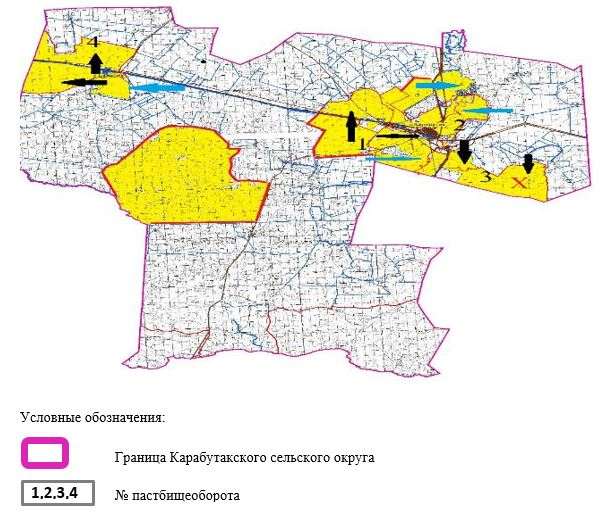 4
2
1
3
X
Условные обозначения:
Граница Карабутакского сельского округа
1,2,3,4
№ пастбищеоборота